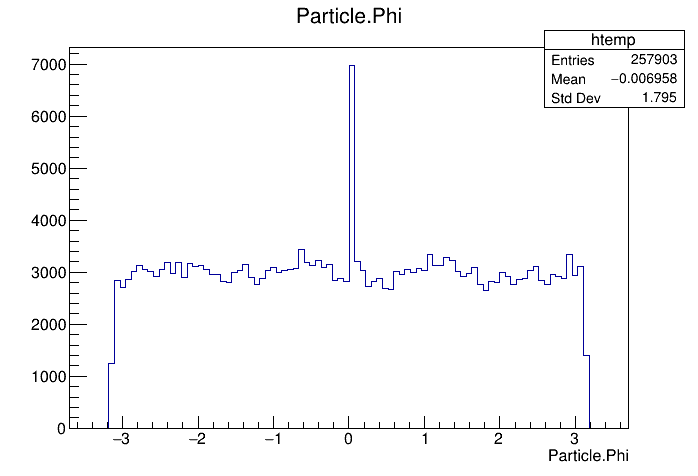 Particle.Phi
htemp
Entries 257903
Mean −0.006958
Std Dev 1.795
7000
6000
5000
4000
3000
2000
1000
0
−3 −2 −1 0 1 2 3
Particle.Phi